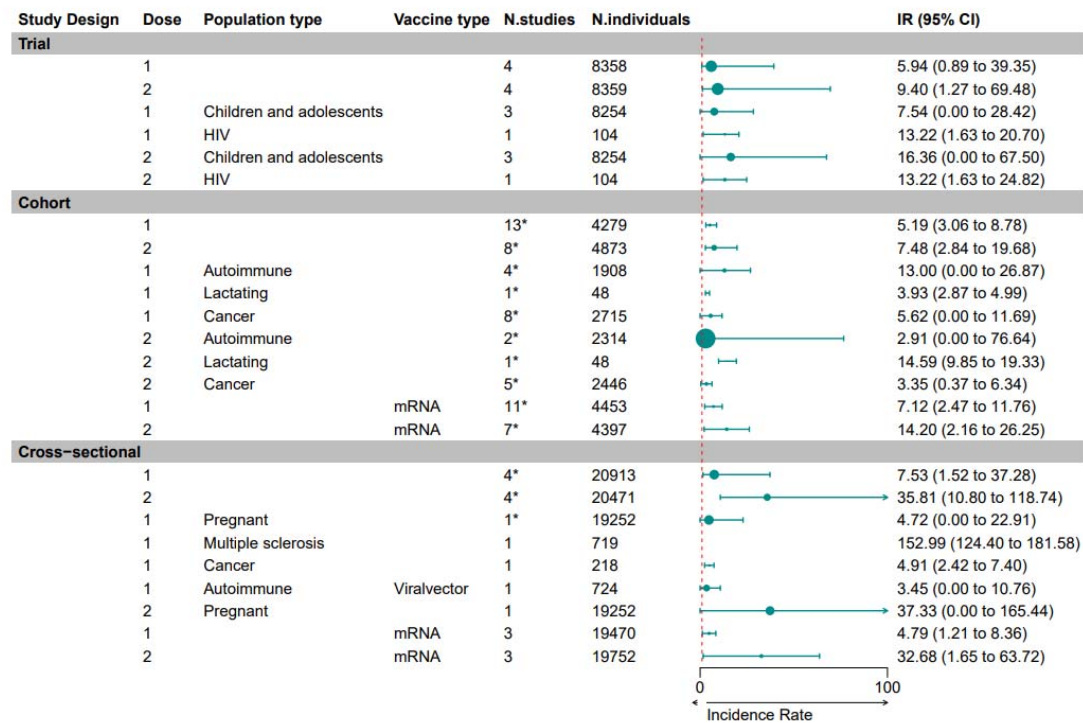 Study Design Dose Population type Vaccine type N.studies N.individuals IR (95% CI)
Trial
1 4 8358 5.94 (0.89 to 39.35)
2 4 8359 9.40 (1.27 to 69.48)
1 Children and adolescents 3 8254 7.54 (0.00 to 28.42)
1 HIV 1 104 13.22 (1.63 to 20.70)
2 Children and adolescents 3 8254 16.36 (0.00 to 67.50)
2 HIV 1 104 13.22 (1.63 to 24.82)
Cohort
1 13* 4279 5.19 (3.06 to 8.78)
2 8* 4873 7.48 (2.84 to 19.68)
1 Autoimmune 4* 1908 13.00 (0.00 to 26.87)
1 Lactating 1* 48 3.93 (2.87 to 4.99)
1 Cancer 8* 2715 5.62 (0.00 to 11.69)
2 Autoimmune 2* 2314 2.91 (0.00 to 76.64)
2 Lactating 1* 48 14.59 (9.85 to 19.33)
2 Cancer 5* 2446 3.35 (0.37 to 6.34)
1 mRNA 11* 4453 7.12 (2.47 to 11.76)
2 mRNA 7* 4397 14.20 (2.16 to 26.25)
Cross−sectional
1 4* 20913 7.53 (1.52 to 37.28)
2 4* 20471 35.81 (10.80 to 118.74)
1 Pregnant 1* 19252 4.72 (0.00 to 22.91)
1 Multiple sclerosis 1 719 152.99 (124.40 to 181.58)
1 Cancer 1 218 4.91 (2.42 to 7.40)
1 Autoimmune Viralvector 1 724 3.45 (0.00 to 10.76)
2 Pregnant 1 19252 37.33 (0.00 to 165.44)
1 mRNA 3 19470 4.79 (1.21 to 8.36)
2 mRNA 3 19752 32.68 (1.65 to 63.72)
0 100
Incidence Rate